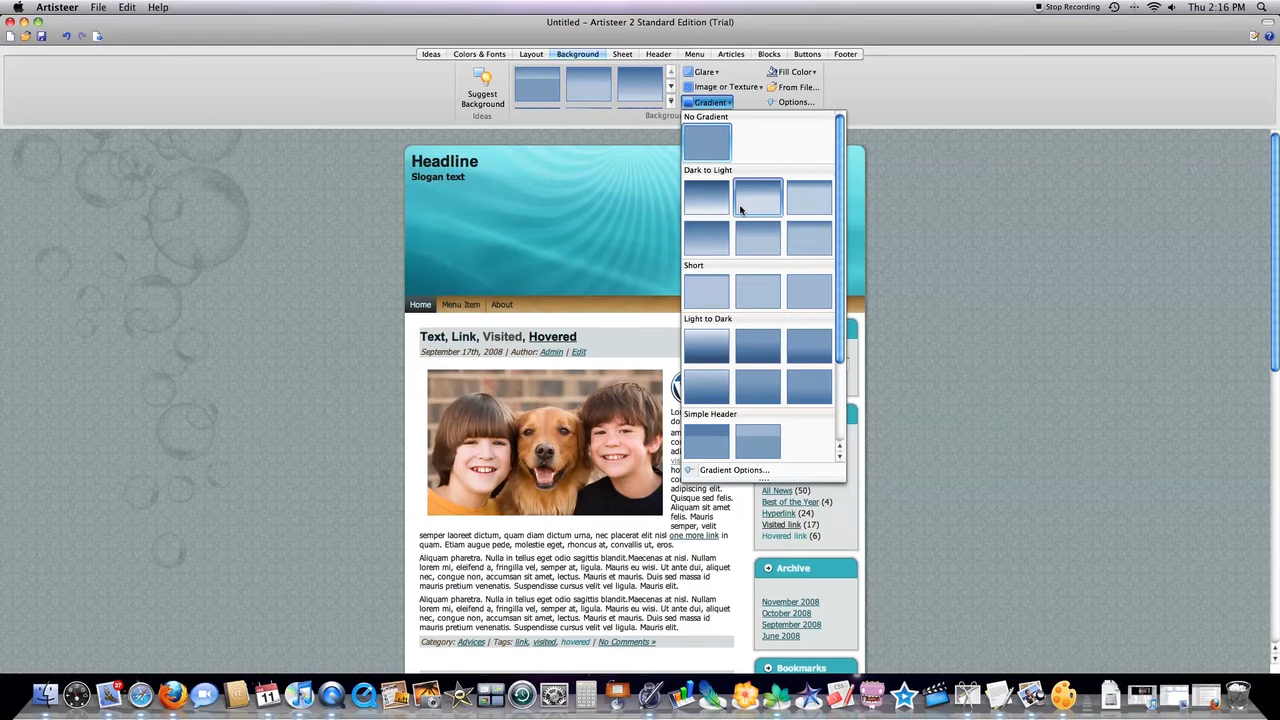 Artisteer File Edit Help Stop Recording Thu 2:16 PM
Untitled – Artisteer 2 Standard Edition (Trial)
Ideas Colors & Fonts Layout Background Sheet Header Menu Articles Blocks Buttons Footer
Suggest
Background
Ideas
Glare
Image or Texture
Gradient
Fill Color
From File...
Options...
No Gradient
Dark to Light
Short
Light to Dark
Simple Header
Gradient Options...
Headline
Slogan text
Home Menu Item About
Text, Link, Visited, Hovered
September 17th, 2008 | Author: Admin | Edit
adipiscing elit.
Quisque sed felis.
Aliquam sit amet
felis. Mauris
semper, velit
semper laoreet dictum, quam diam dictum urna, nec placerat elit nisl one more link in
quam. Etiam augue pede, molestie eget, rhoncus at, convallis ut, eros.
Aliquam pharetra. Nulla in tellus eget odio sagittis blandit.Maecenas at nisl. Nullam
lorem mi, eleifend a, fringilla vel, semper at, ligula. Mauris eu wisi. Ut ante dui, aliquet
nec, congue non, accumsan sit amet, lectus. Mauris et mauris. Duis sed massa id
mauris pretium venenatis. Suspendisse cursus velit vel ligula. Mauris elit.
Aliquam pharetra. Nulla in tellus eget odio sagittis blandit.Maecenas at nisl. Nullam
lorem mi, eleifend a, fringilla vel, semper at, ligula. Mauris eu wisi. Ut ante dui, aliquet
nec, congue non, accumsan sit amet, lectus. Mauris et mauris. Duis sed massa id
mauris pretium venenatis. Suspendisse cursus velit vel ligula. Mauris elit.
Category: Advices | Tags: link, visited, hovered | No Comments »
All News (50)
Best of the Year (4)
Hyperlink (24)
Visited link (17)
Hovered link (6)
Archive
November 2008
October 2008
September 2008
June 2008
Bookmarks